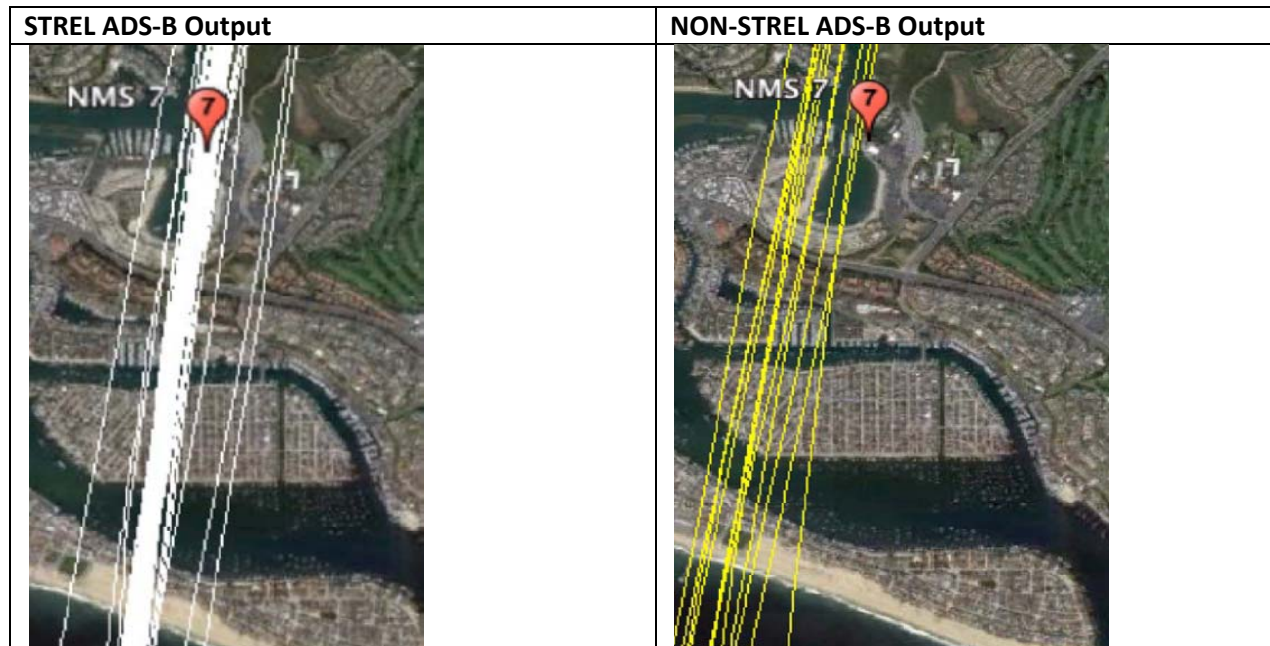 STREL ADS-B Output
NON-STREL ADS-B Output
NMS 7
7
NMS 7
7